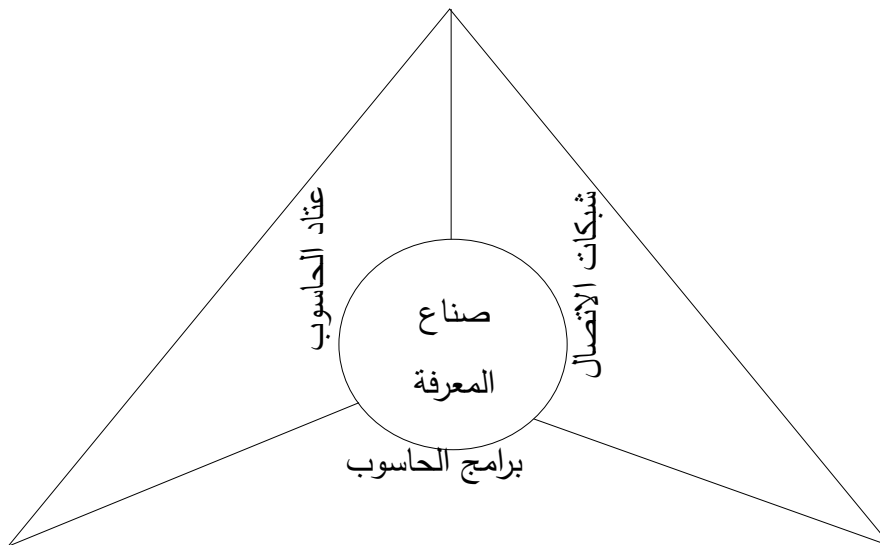 عتاد الحاسوب
شبكات الاتصال
صناع
المعرفة
برامج الحاسوب